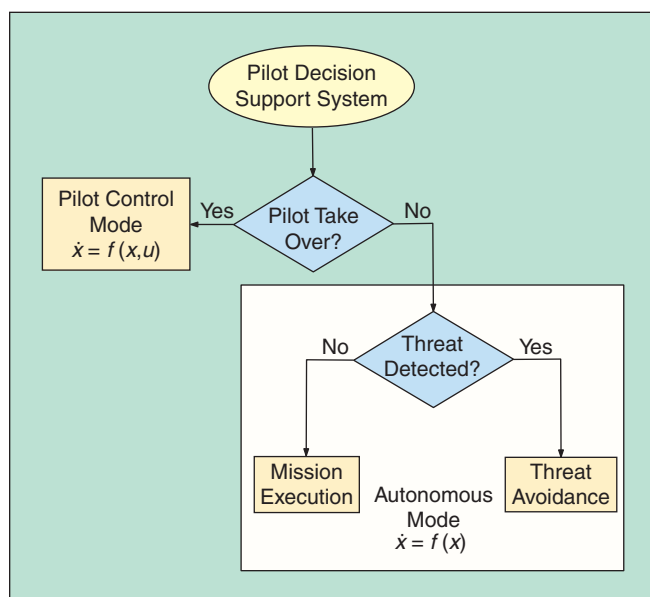 Pilot Decision
Support System
Pilot Control
Mode
ẋ = f (x,u)
Yes
Pilot Take
Over?
No
No
Threat
Detected?
Yes
Mission
Execution
Autonomous
Mode
ẋ = f (x)
Threat
Avoidance